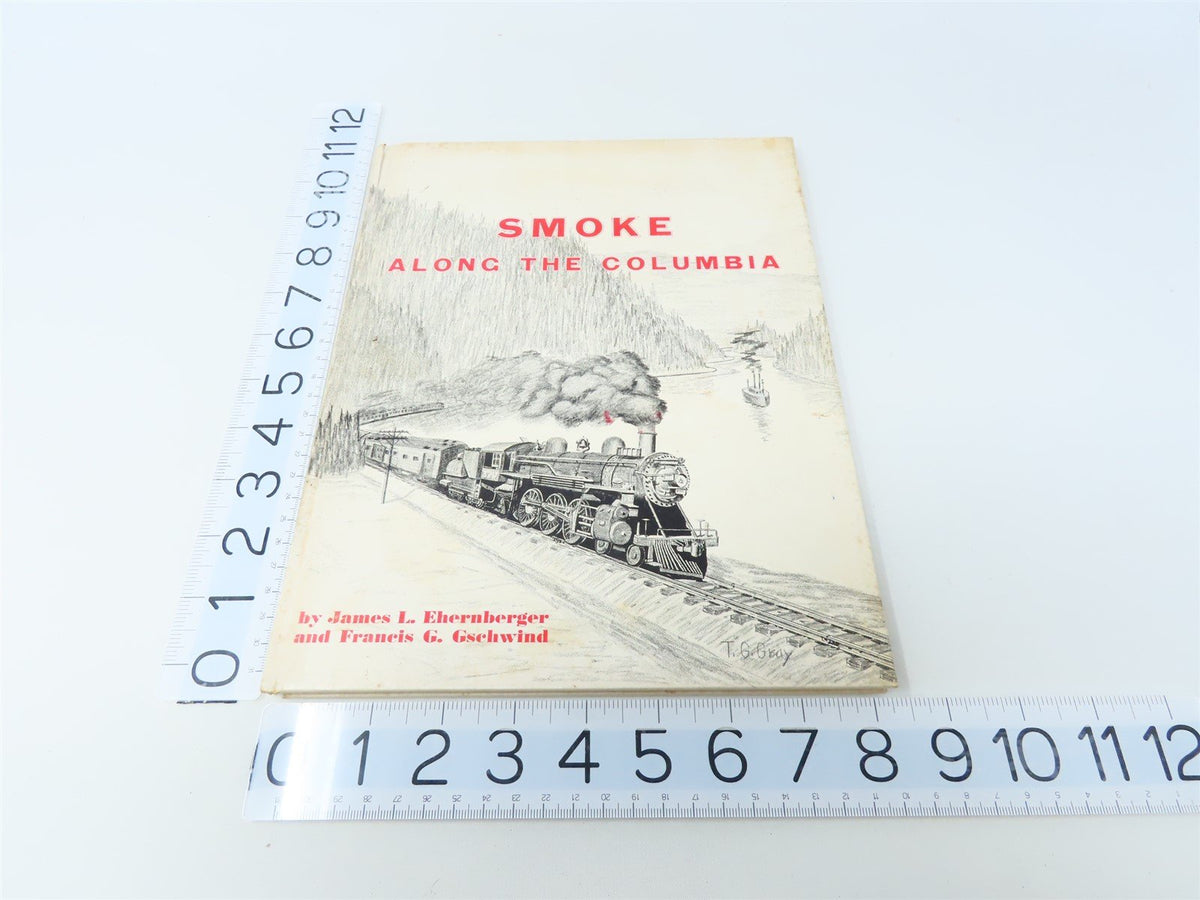 SMOKE
ALONG THE COLUMBIA
by James L. Ehernberger
and Francis G. Gschwind
T. G. Gray
0 1 2 3 4 5 6 7 8 9 10 11 12
0 1 2 3 4 5 6 7 8 9 10 11 12